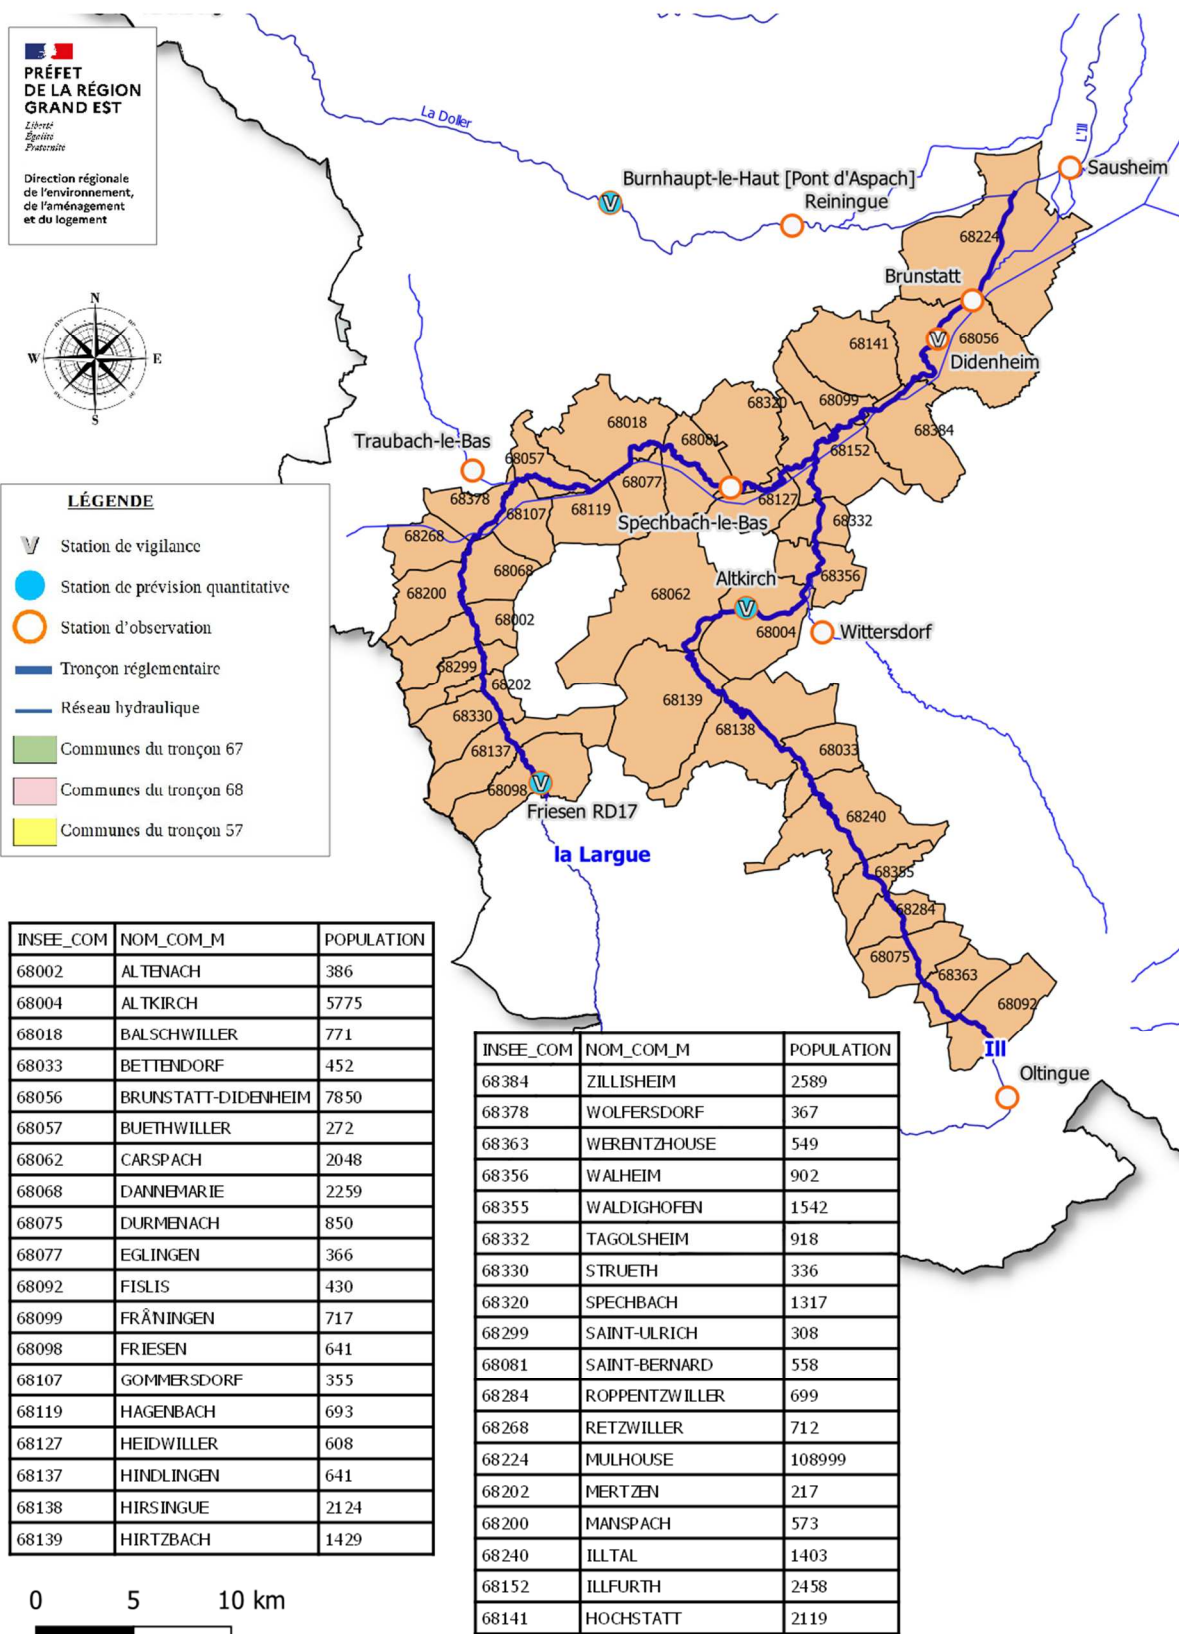 PRÉFET
DE LA RÉGION
GRAND EST
Liberté
Égalité
Fraternité
Direction régionale
de l'environnement,
de l'aménagement
et du logement
La Doller
L'Ill
Burnhaupt-le-Haut [Pont d'Aspach]
Reiningue
Sausheim
68224
Brunstatt
68056
Didenheim
68141
68099
68384
68320
68152
68018
68081
68057
68077
Traubach-le-Bas
68378
68107
68119
68127
Spechbach-le-Bas
68332
68268
68068
68356
68200
68062
Altkirch
68002
68004
Wittersdorf
68299
68202
68139
68330
68138
68137
68033
68098
Friesen RD17
68240
la Largue
68355
68284
68075
68363
68092
Ill
Oltingue
N
W
E
S
LÉGENDE
V Station de vigilance
Station de prévision quantitative
Station d'observation
Tronçon réglementaire
Réseau hydraulique
Communes du tronçon 67
Communes du tronçon 68
Communes du tronçon 57
INSEE_COM NOM_COM_M POPULATION
68002 ALTENACH 386
68004 ALTKIRCH 5775
68018 BALSCHWILLER 771
68033 BETTENDORF 452
68056 BRUNSTATT-DIDENHEIM 7850
68057 BUETHWILLER 272
68062 CARSPACH 2048
68068 DANNEMARIE 2259
68075 DURMENACH 850
68077 EGLINGEN 366
68092 FISLIS 430
68099 717
68098 FRIESEN 641
68107 GOMMERSDORF 355
68119 HAGENBACH 693
68127 HEIDWILLER 608
68137 HINDLINGEN 641
68138 HIRSINGUE 2124
68139 HIRTZBACH 1429
INSEE_COM NOM_COM_M POPULATION
68384 ZILLISHEIM 2589
68378 WOLFERSDORF 367
68363 WERENTZHOUSE 549
68356 WALHEIM 902
68355 WALDIGHOFEN 1542
68332 TAGOLSHEIM 918
68330 STRUETH 336
68320 SPECHBACH 1317
68299 SAINT-ULRICH 308
68081 SAINT-BERNARD 558
68284 ROPPENTZWILLER 699
68268 RETZWILLER 712
68224 MULHOUSE 108999
68202 MERTZEN 217
68200 MANSPACH 573
68240 ILLTAL 1403
68152 ILLFURTH 2458
68141 HOCHSTATT 2119
0 5 10 km